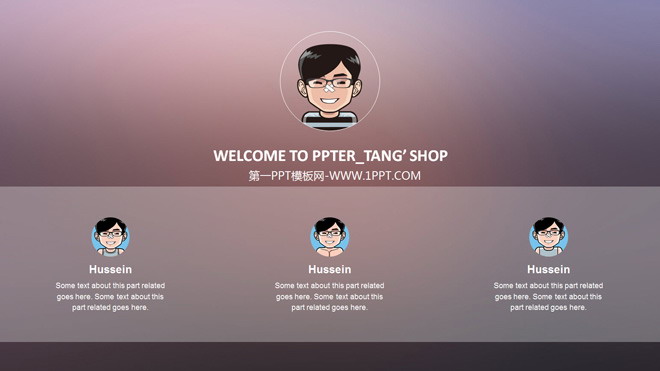 WELCOME TO PPTER_TANG' SHOP
第一PPT模板网-WWW.1PPT.COM
Hussein
Some text about this part related
goes here. Some text about this
part related goes here.
Hussein
Some text about this part related
goes here. Some text about this
part related goes here.
Hussein
Some text about this part related
goes here. Some text about this
part related goes here.